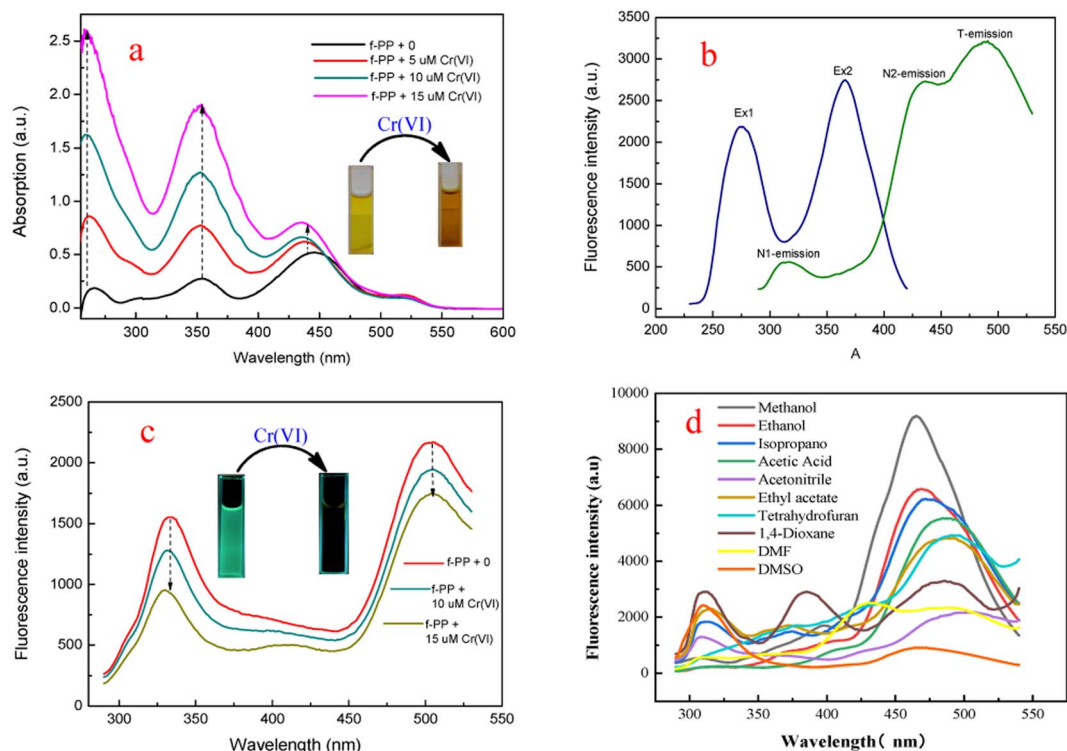 a
f-PP + 0
f-PP + 5 uM Cr(VI)
f-PP + 10 uM Cr(VI)
f-PP + 15 uM Cr(VI)
Cr(VI)
Absorption (a.u.)
2.5
2.0
1.5
1.0
0.5
0.0
300 350 400 450 500 550 600
Wavelength (nm)
b
Ex1
Ex2
N1-emission
N2-emission
T-emission
Fluorescence intensity (a.u.)
3500
3000
2500
2000
1500
1000
500
0
200 250 300 350 400 450 500 550
A
c
Cr(VI)
f-PP + 0
f-PP +
10 uM Cr(VI)
f-PP +
15 uM Cr(VI)
Fluorescence intensity (a.u.)
2500
2000
1750
1500
1250
1000
750
500
250
0
300 350 400 450 500 550
Wavelength (nm)
d
Methanol
Ethanol
Isopropano
Acetic Acid
Acetonitrile
Ethyl acetate
Tetrahydrofuran
1,4-Dioxane
DMF
DMSO
Fluorescence intensity (a.u)
10000
8000
6000
4000
2000
0
300 350 400 450 500 550
Wavelength( nm)